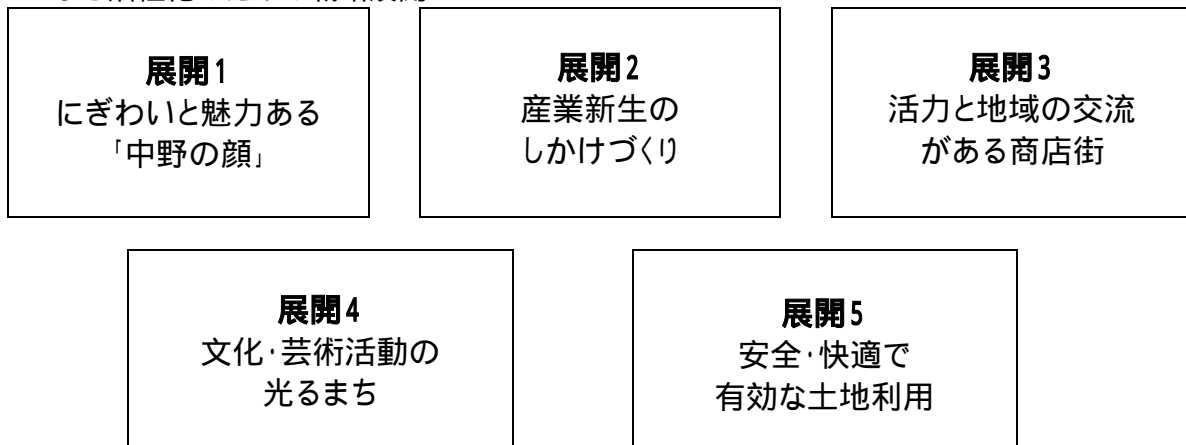 展開1
にぎわいと魅力ある
「中野の顔」
展開2
産業新生の
しかけづくり
展開3
活力と地域の交流
がある商店街
展開4
文化・芸術活動の
光るまち
展開5
安全・快適で
有効な土地利用